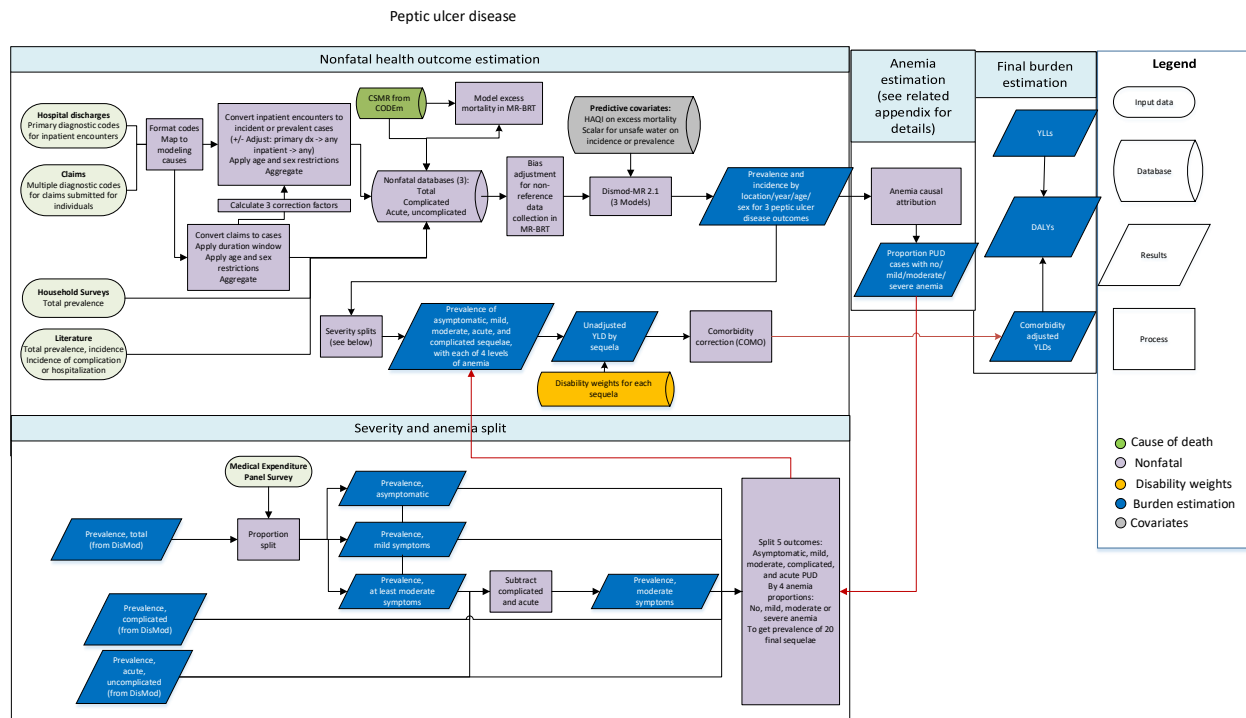 Peptic ulcer disease
Nonfatal health outcome estimation
Hospital discharges
Primary diagnostic codes
for inpatient encounters
Claims
Multiple diagnostic codes
for claims submitted for
individuals
Format codes
Map to
modeling
causes
Convert inpatient encounters to
incident or prevalent cases
(+/- Adjust: primary dx -> any
inpatient -> any)
Apply age and sex restrictions
Aggregate
Calculate 3 correction factors
Convert claims to cases
Apply duration window
Apply age and sex
restrictions
Aggregate
CSMR from
CODEm
Model excess
mortality in MR-BRT
Nonfatal databases (3):
Total
Complicated
Acute, uncomplicated
Bias
adjustment
for non-
reference
data
collection in
MR-BRT
Predictive covariates:
HAQI on excess mortality
Scalar for unsafe water on
incidence or prevalence
Dismod-MR 2.1
(3 Models)
Prevalence and
incidence by
location/year/age/
sex for 3 peptic ulcer
disease outcomes
Household Surveys
Total prevalence
Literature
Total prevalence, incidence
Incidence of complication
or hospitalization
Severity splits
(see below)
Prevalence of
asymptomatic, mild,
moderate, acute, and
complicated sequelae,
with each of 4 levels
of anemia
Unadjusted
YLD by
sequela
Disability weights for each
sequela
Comorbidity
correction (COMO)
Anemia
estimation
(see related
appendix for
details)
Anemia causal
attribution
Proportion PUD
cases with no/
mild/moderate/
severe anemia
Final burden
estimation
YLLs
DALYs
Comorbidity
adjusted
YLDs
Legend
Input data
Database
Results
Process
Cause of death
Nonfatal
Disability weights
Burden estimation
Covariates
Severity and anemia split
Medical Expenditure
Panel Survey
Prevalence, total
(from DisMod)
Proportion
split
Prevalence,
asymptomatic
Prevalence,
mild symptoms
Prevalence,
at least moderate
symptoms
Subtract
complicated
and acute
Prevalence,
moderate
symptoms
Prevalence,
complicated
(from DisMod)
Prevalence,
acute,
uncomplicated
(from DisMod)
Split 5 outcomes:
Asymptomatic, mild,
moderate, complicated,
and acute PUD
By 4 anemia
proportions:
No, mild, moderate or
severe anemia
To get prevalence of 20
final sequelae